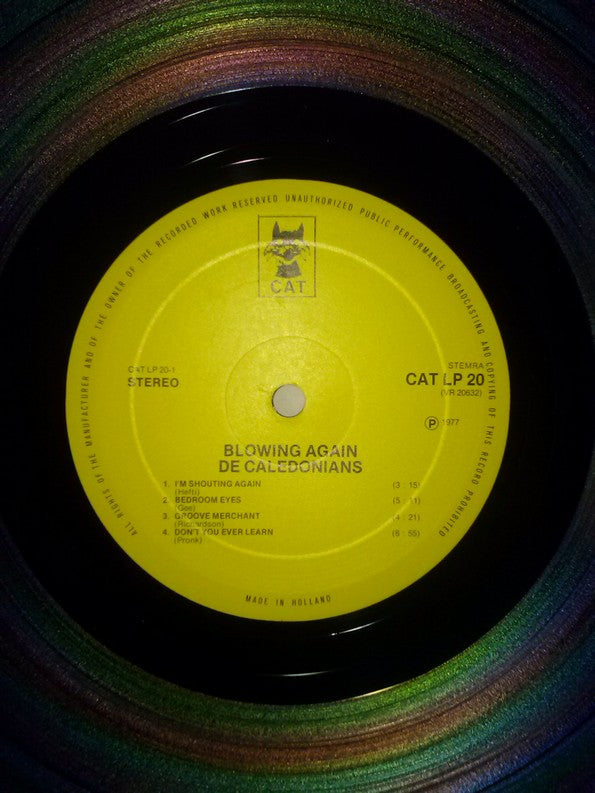 ALL RIGHTS OF THE MANUFACTURER AND OF THE OWNER OF THE RECORDED WORK RESERVED UNAUTHORIZED PUBLIC PERFORMANCE BROADCASTING AND COPYING OF THIS RECORD PROHIBITED
CAT
CAT LP 20-1
STEREO
STEMRA
CAT LP 20
(VR 20632)
Ⓟ 1977
BLOWING AGAIN
DE CALEDONIANS
1. I'M SHOUTING AGAIN (3 : 15)
(Hefti)
2. BEDROOM EYES (5 : 11)
(Gee)
3. GROOVE MERCHANT (4 : 21)
(Richardson)
4. DON'T YOU EVER LEARN (6 : 55)
(Pronk)
MADE IN HOLLAND